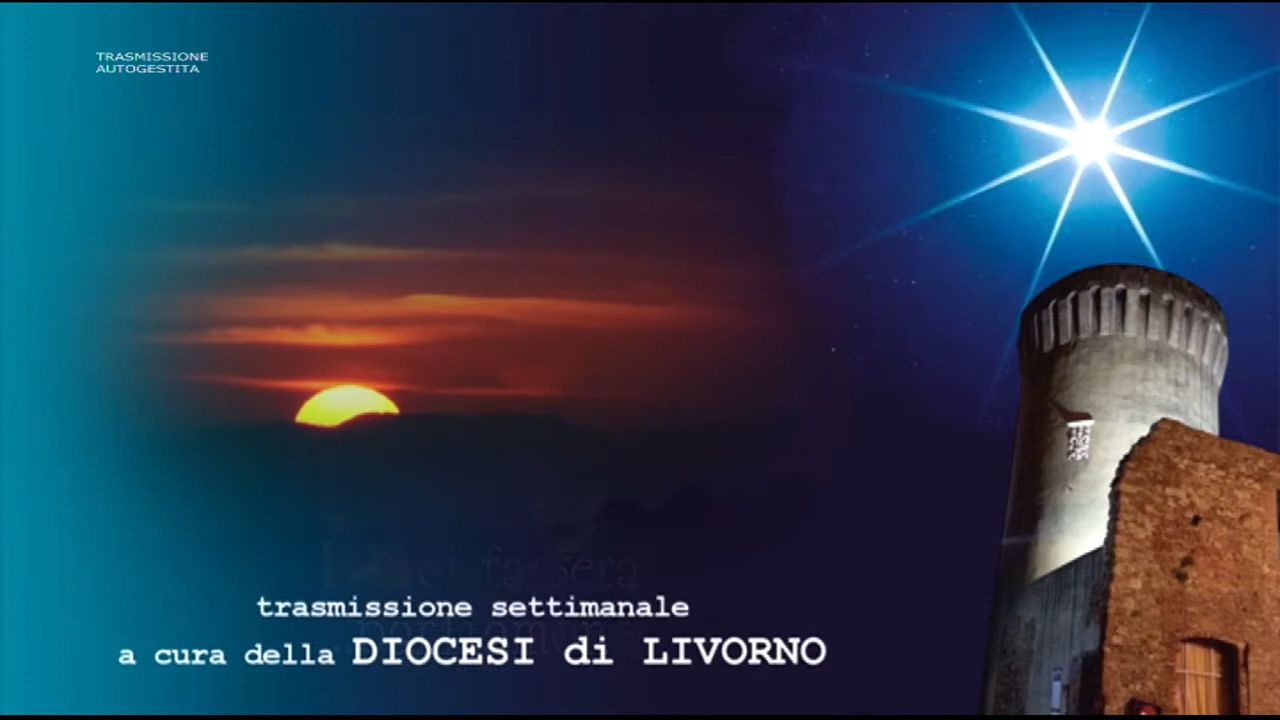 TRASMISSIONE
AUTOGESTITA
trasmissione settimanale
a cura della DIOCESI di LIVORNO